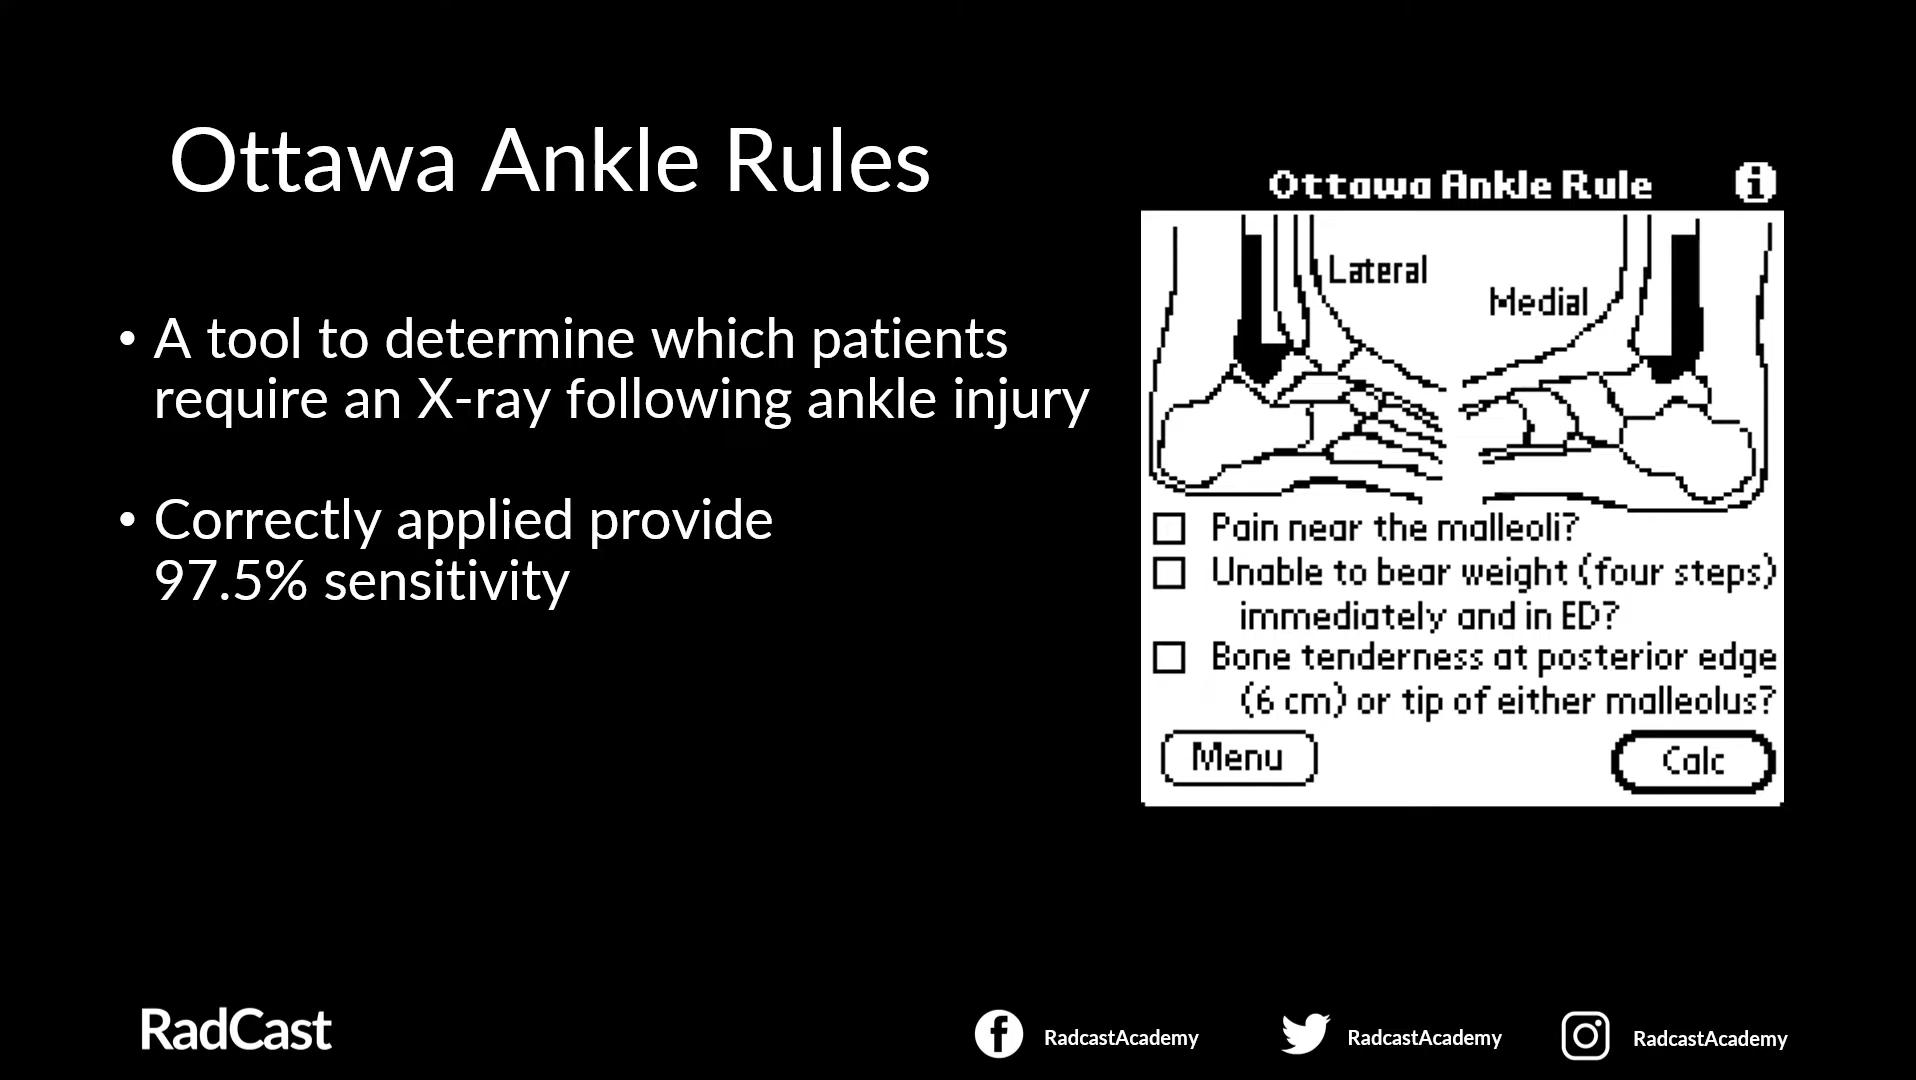 Ottawa Ankle Rules
• A tool to determine which patients
require an X-ray following ankle injury
• Correctly applied provide
97.5% sensitivity
Ottawa Ankle Rule i
Lateral
Medial
Pain near the malleoli?
Unable to bear weight (four steps)
immediately and in ED?
Bone tenderness at posterior edge
(6 cm) or tip of either malleolus?
Menu
Calc
RadCast
RadcastAcademy
RadcastAcademy
RadcastAcademy